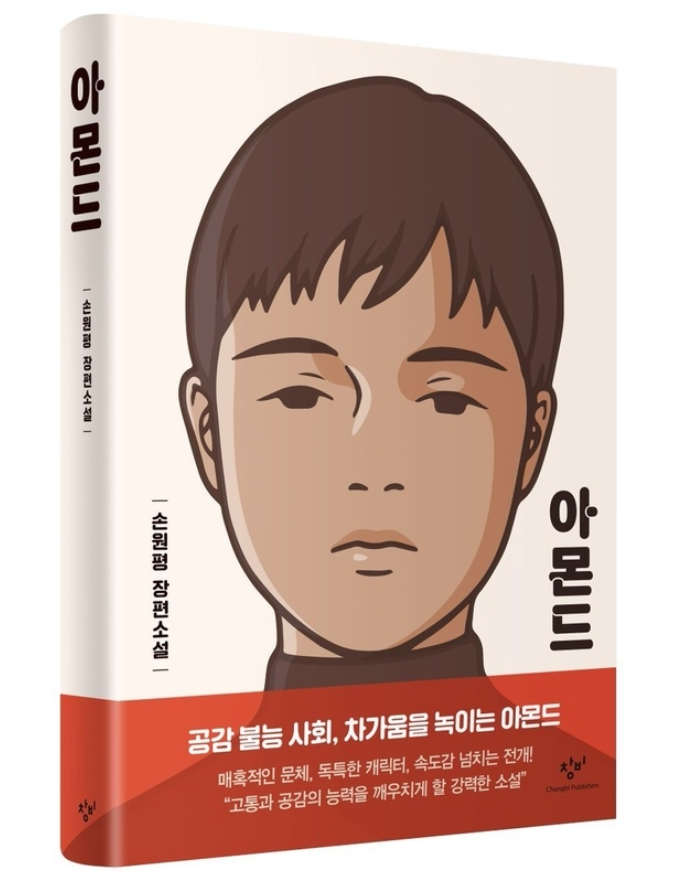 아몬드
손원평 장편소설
창비
손원평 장편소설
아몬드
공감 불능 사회, 차가움을 녹이는 아몬드
매혹적인 문체, 독특한 캐릭터, 속도감 넘치는 전개!
“고통과 공감의 능력을 깨우치게 할 강력한 소설”
창비
Changbi Publishers